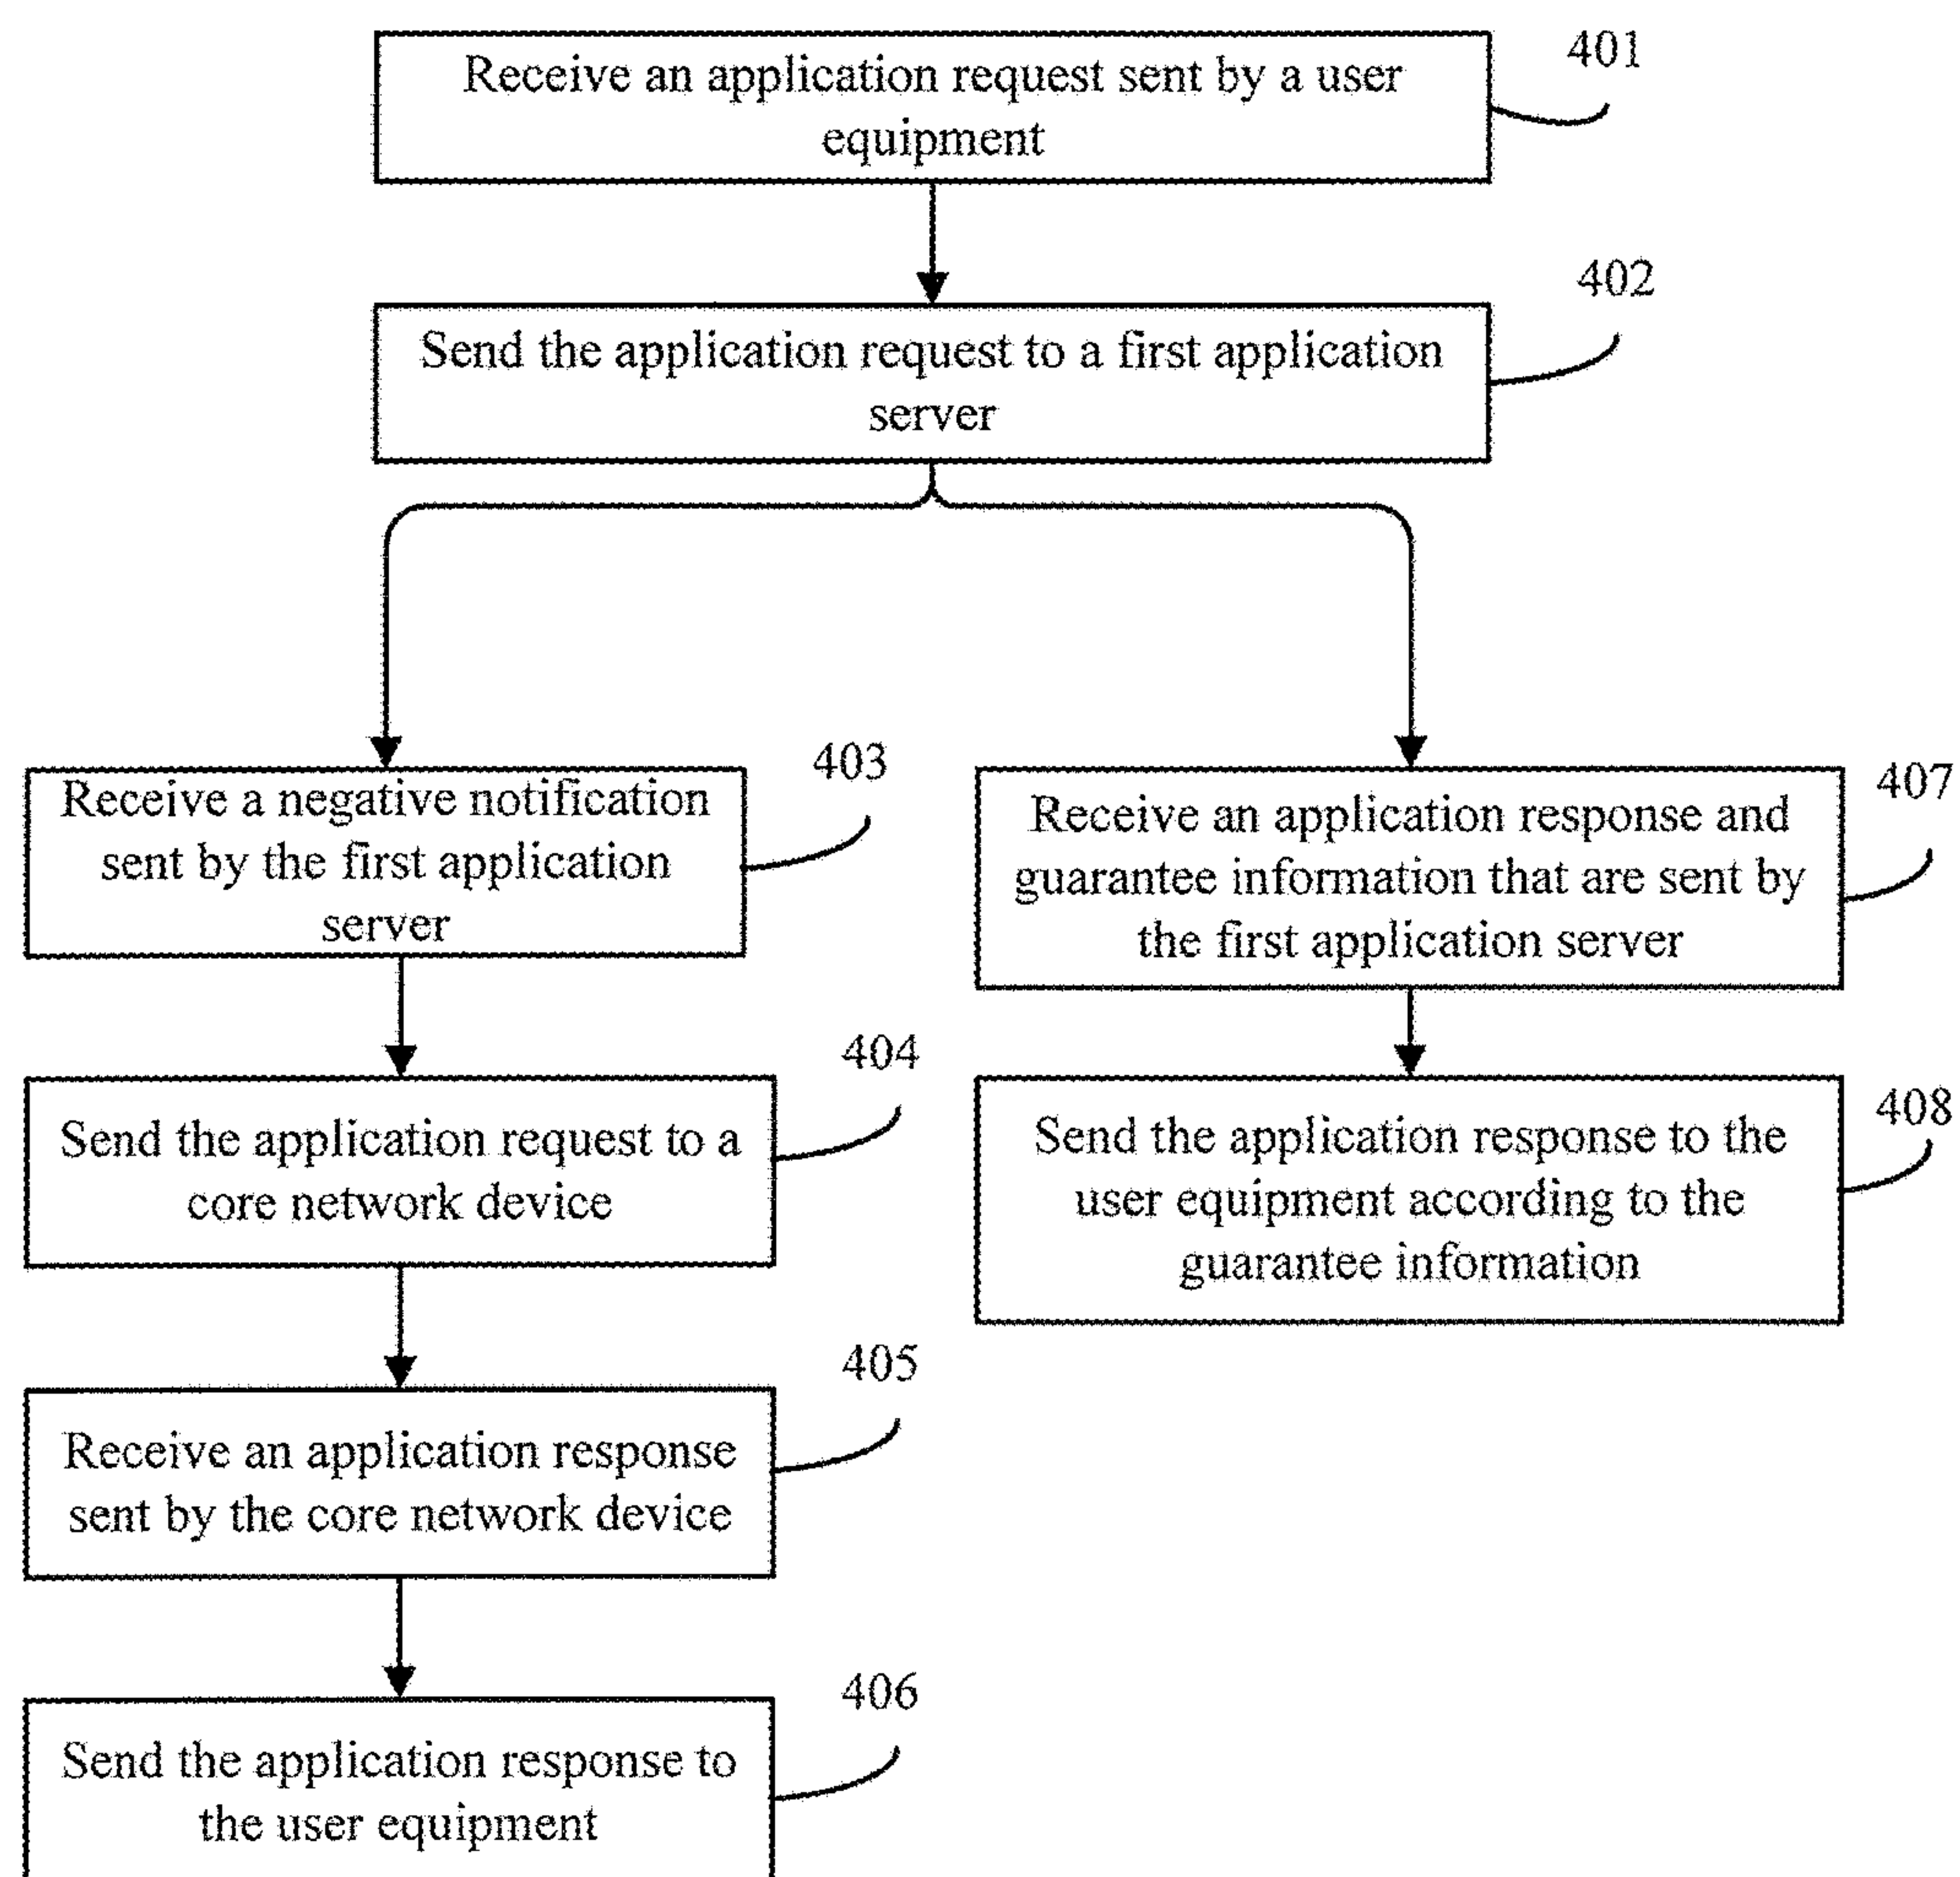 Receive an application request sent by a user
equipment
401
Send the application request to a first application
server
402
Receive a negative notification
sent by the first application
server
403
Send the application request to a
core network device
404
Receive an application response
sent by the core network device
405
Send the application response to
the user equipment
406
Receive an application response and
guarantee information that are sent by
the first application server
407
Send the application response to the
user equipment according to the
guarantee information
408